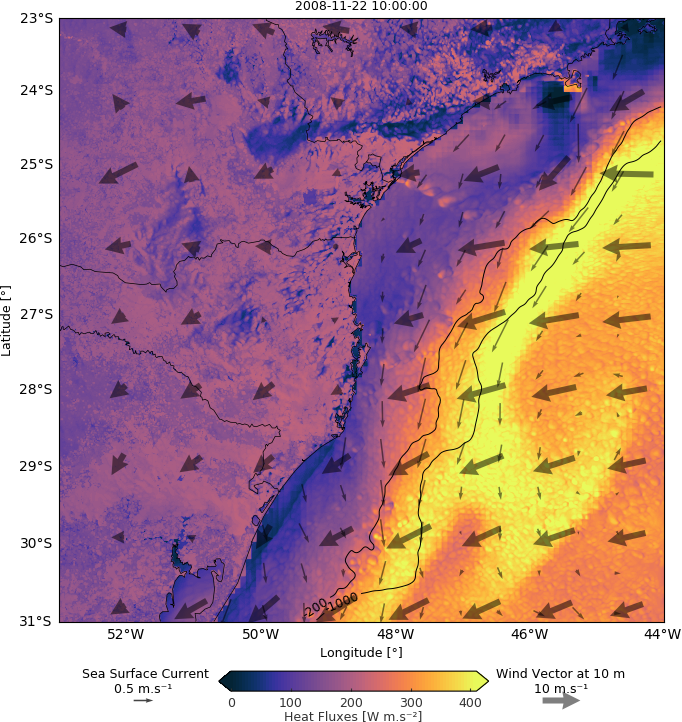 2008-11-22 10:00:00
23°S
24°S
25°S
26°S
27°S
28°S
29°S
30°S
31°S
Latitude [°]
-200
-1000
52°W 50°W 48°W 46°W 44°W
Longitude [°]
Sea Surface Current
0.5 m.s⁻¹
Wind Vector at 10 m
10 m.s⁻¹
0 100 200 300 400
Heat Fluxes [W m.s⁻²]